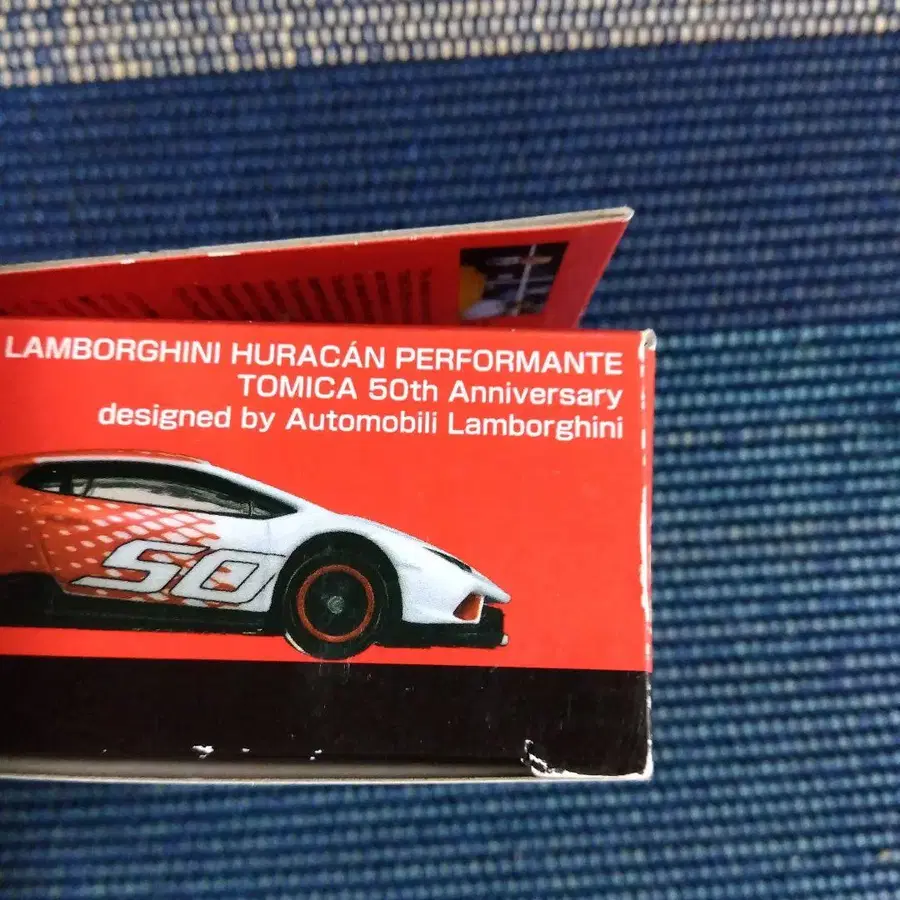 LAMBORGHINI HURACÁN PERFORMANTE
TOMICA 50th Anniversary
designed by Automobili Lamborghini
50